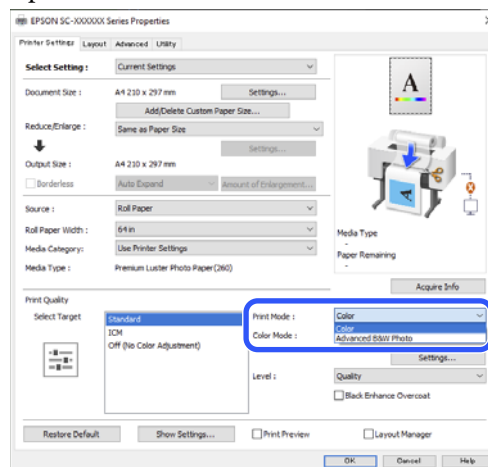 EPSON SC-XXXXXX Series Properties
Printer Settings Layout Advanced Utility
Select Setting : Current Settings
Document Size : A4 210 x 297 mm Settings...
Add/Delete Custom Paper Size...
Reduce/Enlarge : Same as Paper Size
Settings...
Output Size : A4 210 x 297 mm
Borderless Auto Expand Amount of Enlargement...
A
Source : Roll Paper
Roll Paper Width : 64 in
Media Category: Use Printer Settings
Media Type : Premium Luster Photo Paper(260)
Media Type
-
Paper Remaining
-
Acquire Info
Print Quality
Select Target Standard
ICM
Off (No Color Adjustment)
Print Mode : Color
Color
Advanced B&W Photo
Color Mode :
Settings...
Level : Quality
Black Enhance Overcoat
Restore Default Show Settings... Print Preview Layout Manager
OK Cancel Help